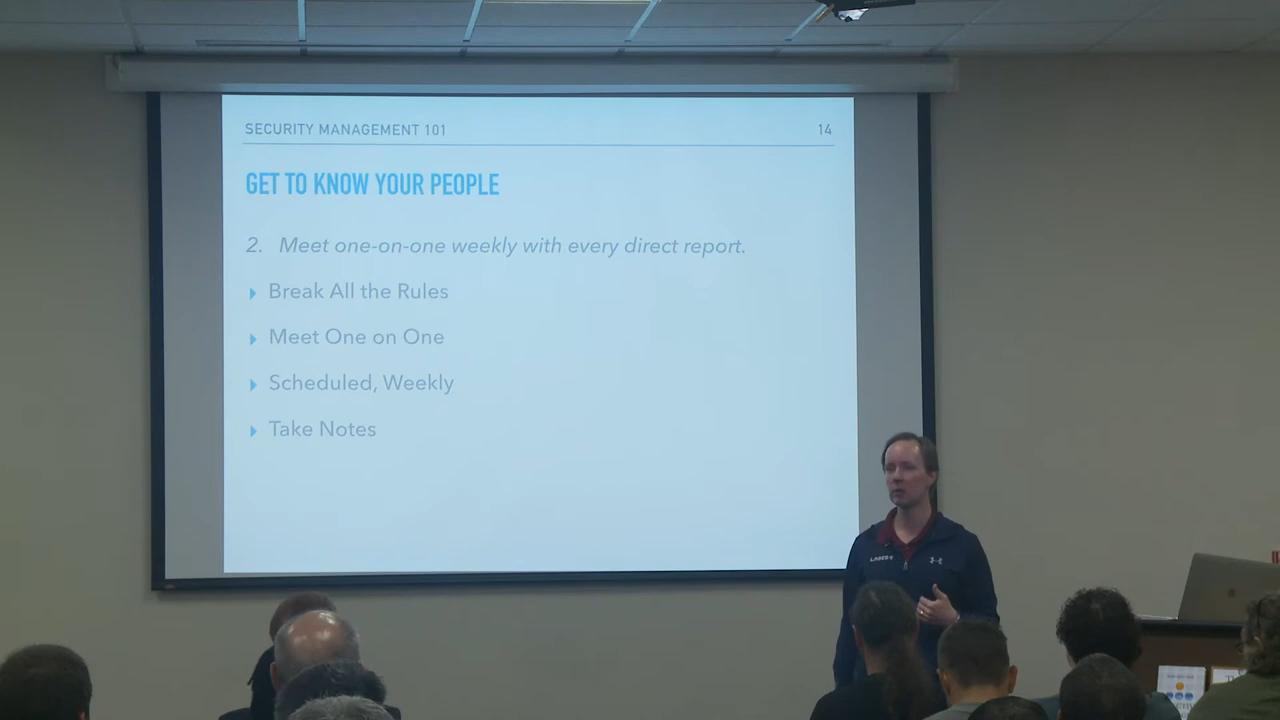 SECURITY MANAGEMENT 101
14
GET TO KNOW YOUR PEOPLE
2. Meet one-on-one weekly with every direct report.
Break All the Rules
Meet One on One
Scheduled, Weekly
Take Notes